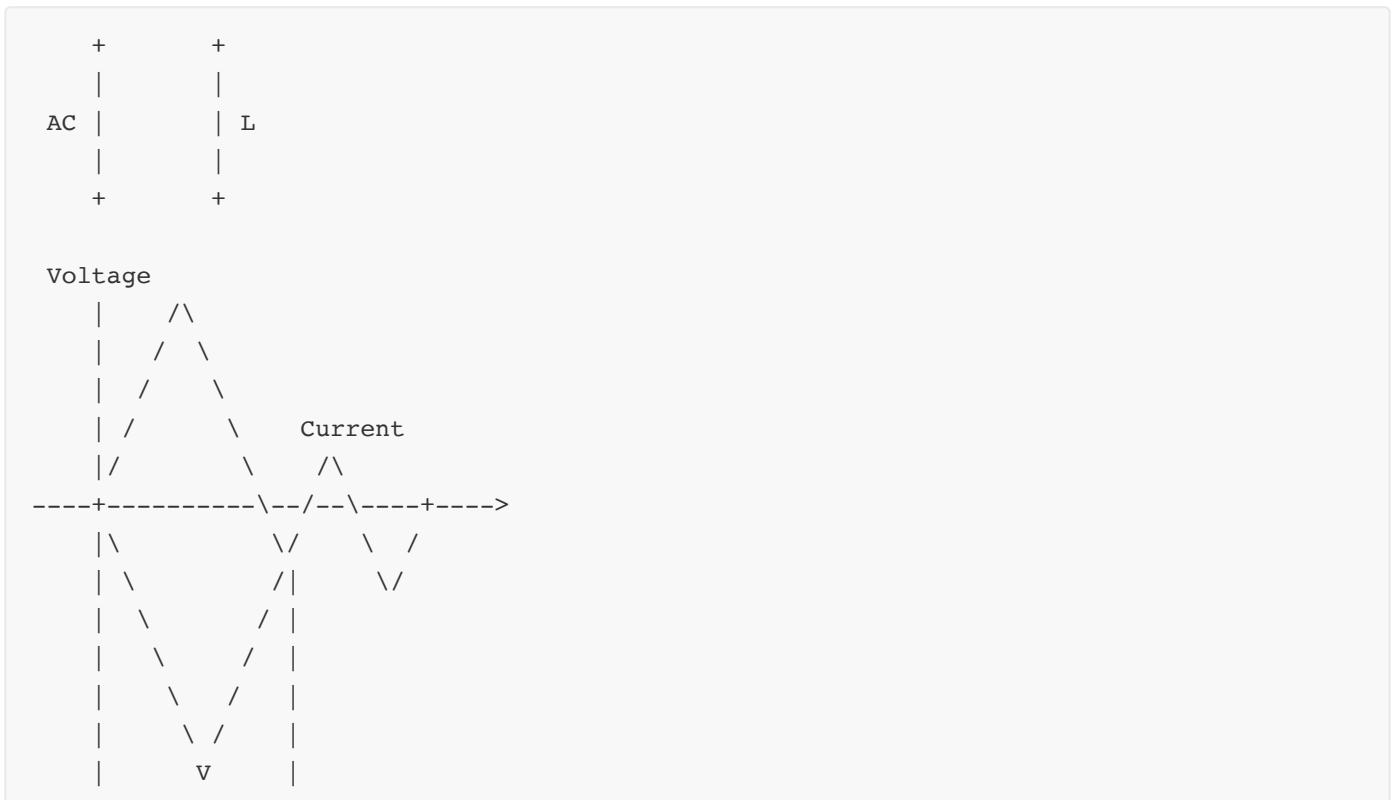 + +
| |
AC | | L
| |
+ +
Voltage
| /\
| / \
| / \
| / \ Current
|/ \ /\
----+----------\--/--\----+---->
|\ \/ \ /
| \ /| \/
| \ / |
| \ / |
| \ / |
| \ / |
| V |